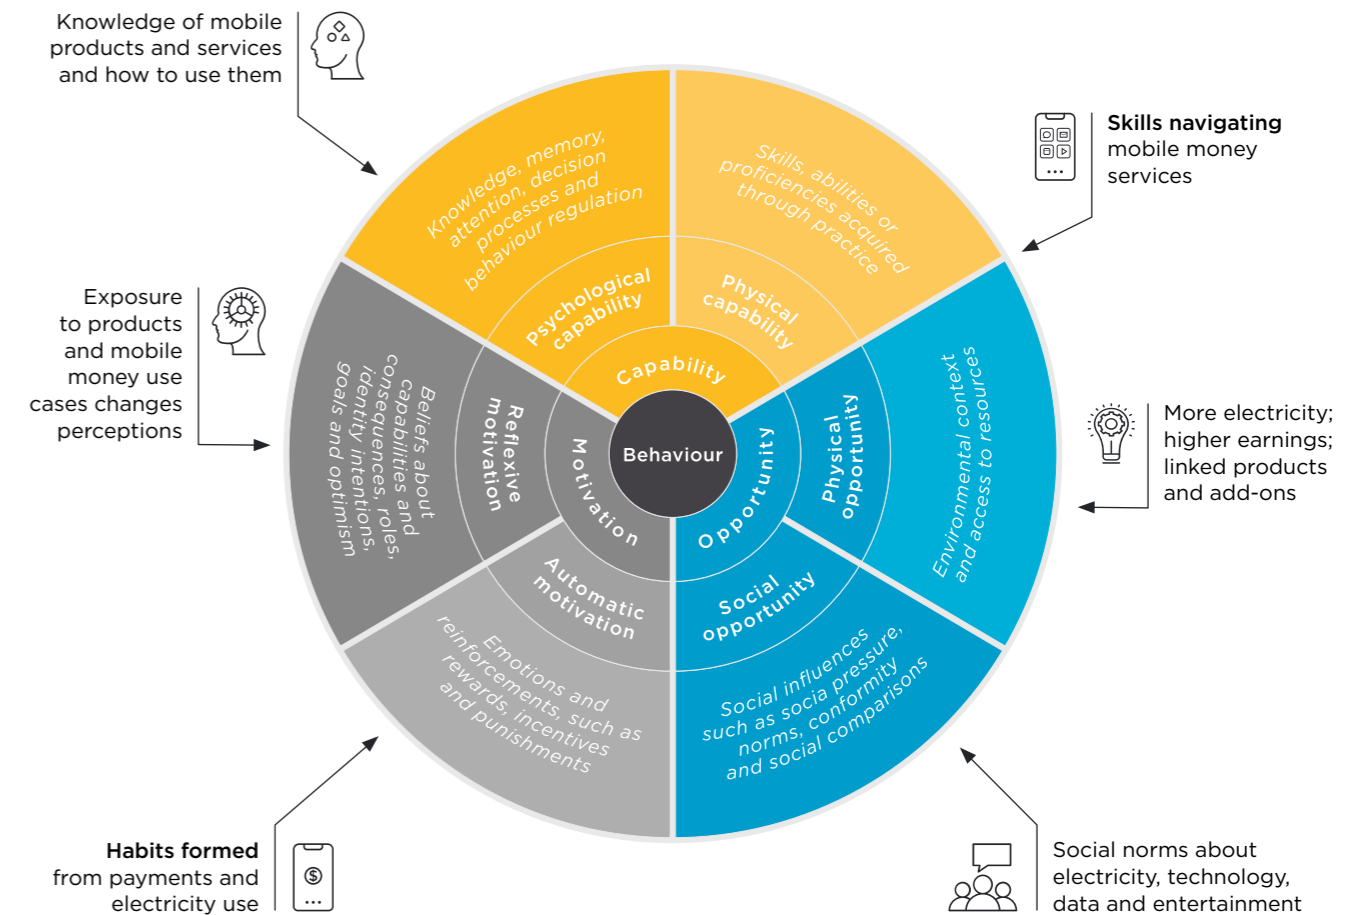 Knowledge of mobile
products and services
and how to use them
Skills navigating
mobile money
services
Exposure
to products
and mobile
money use
cases changes
perceptions
More electricity;
higher earnings;
linked products
and add-ons
Habits formed
from payments and
electricity use
Social norms about
electricity, technology,
data and entertainment
Knowledge, memory,
attention, decision
processes and
behaviour regulation
Psychological
capability
Skills, abilities or
proficiencies acquired
through practice
Physical
capability
Capability
Beliefs about
capabilities and
consequences, roles,
identity intentions,
goals and optimism
Reflexive
motivation
Motivation
Behaviour
Opportunity
Physical
opportunity
Environmental context
and access to resources
Automatic
motivation
Emotions and
reinforcements, such as
rewards, incentives
and punishments
Social
opportunity
Social influences
such as socia pressure,
norms, conformity
and social comparisons